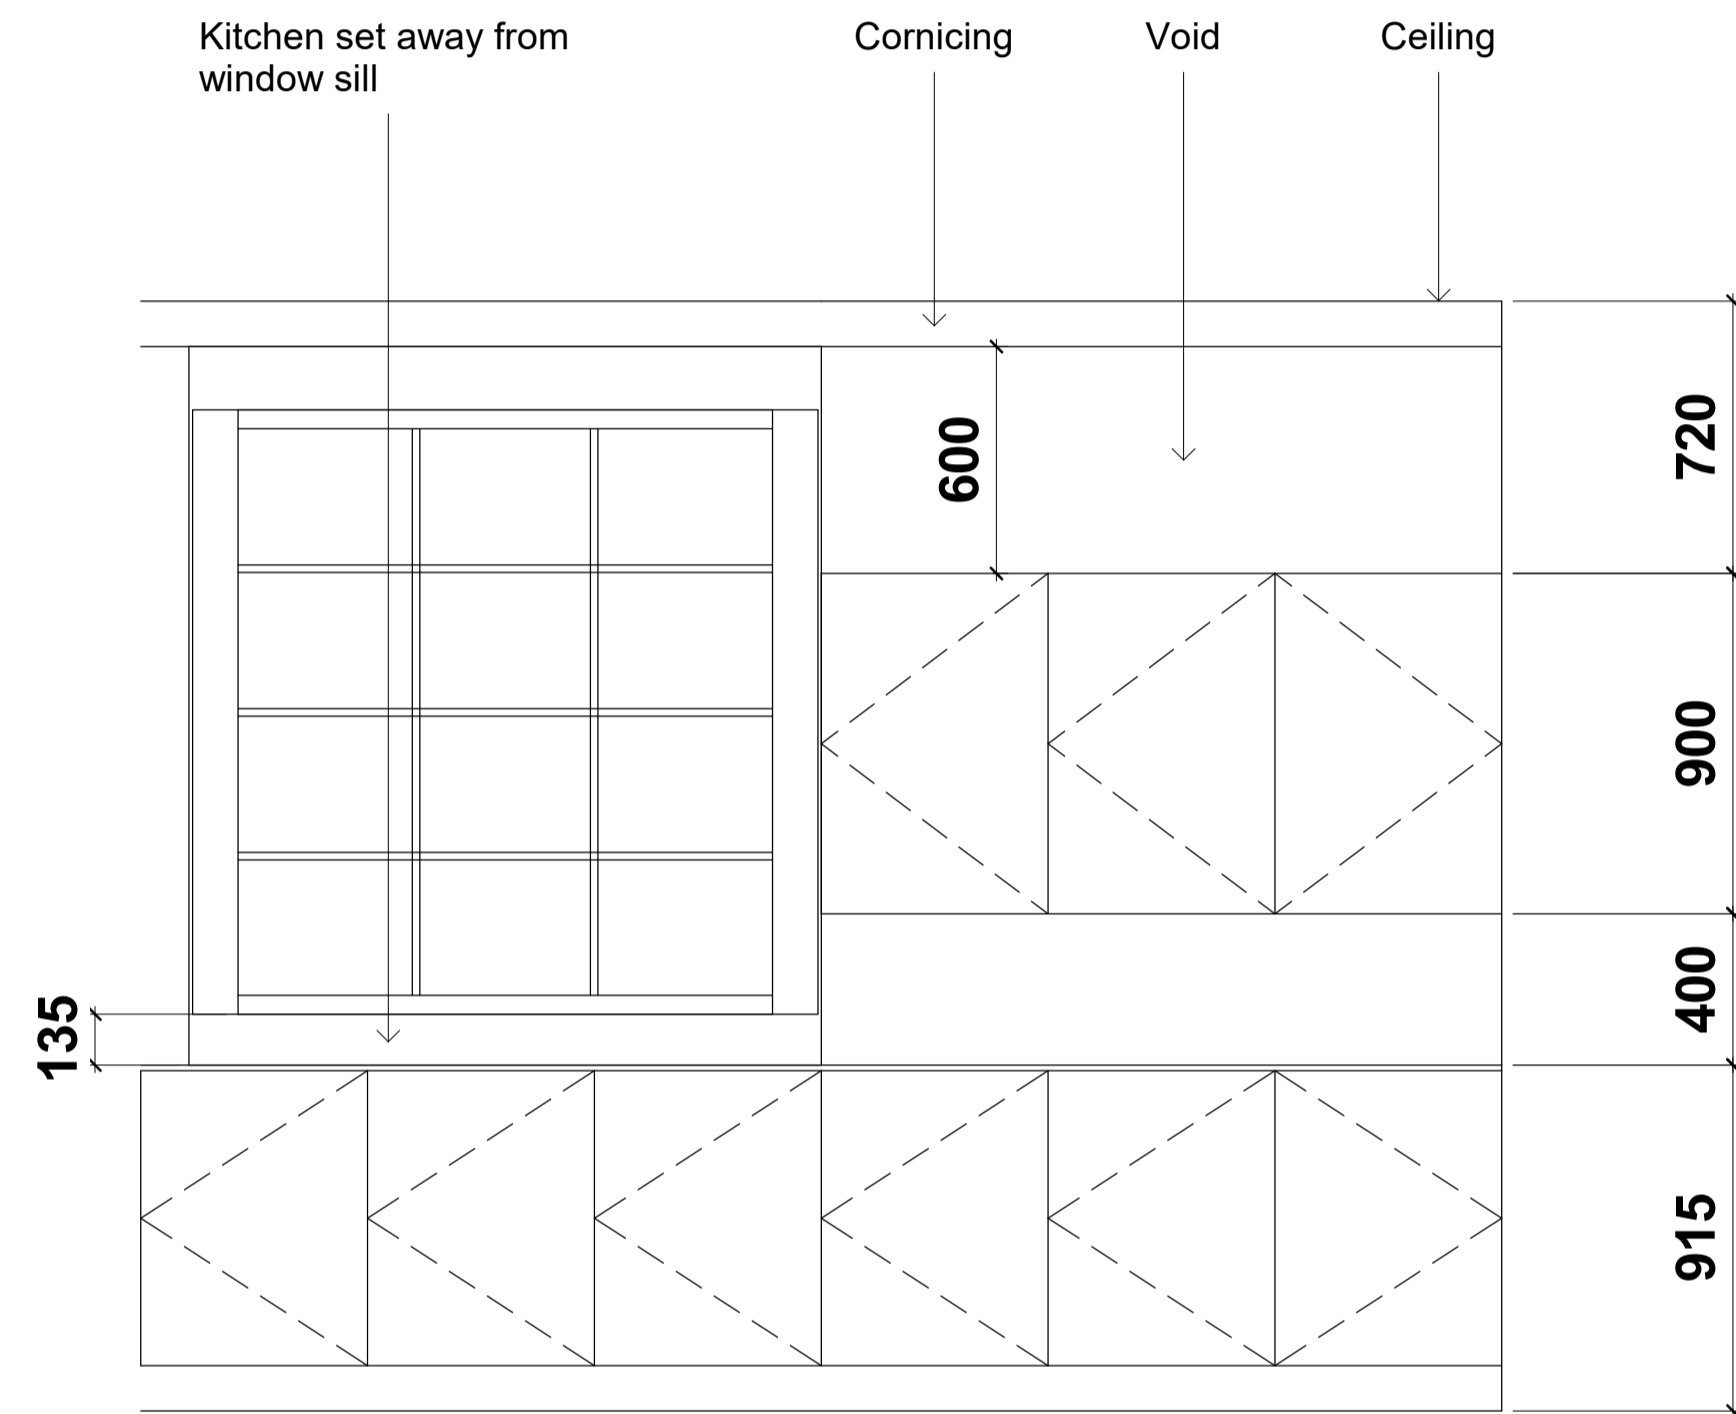 Kitchen set away from
window sill
Cornicing
Void
Ceiling
600
720
900
400
135
915